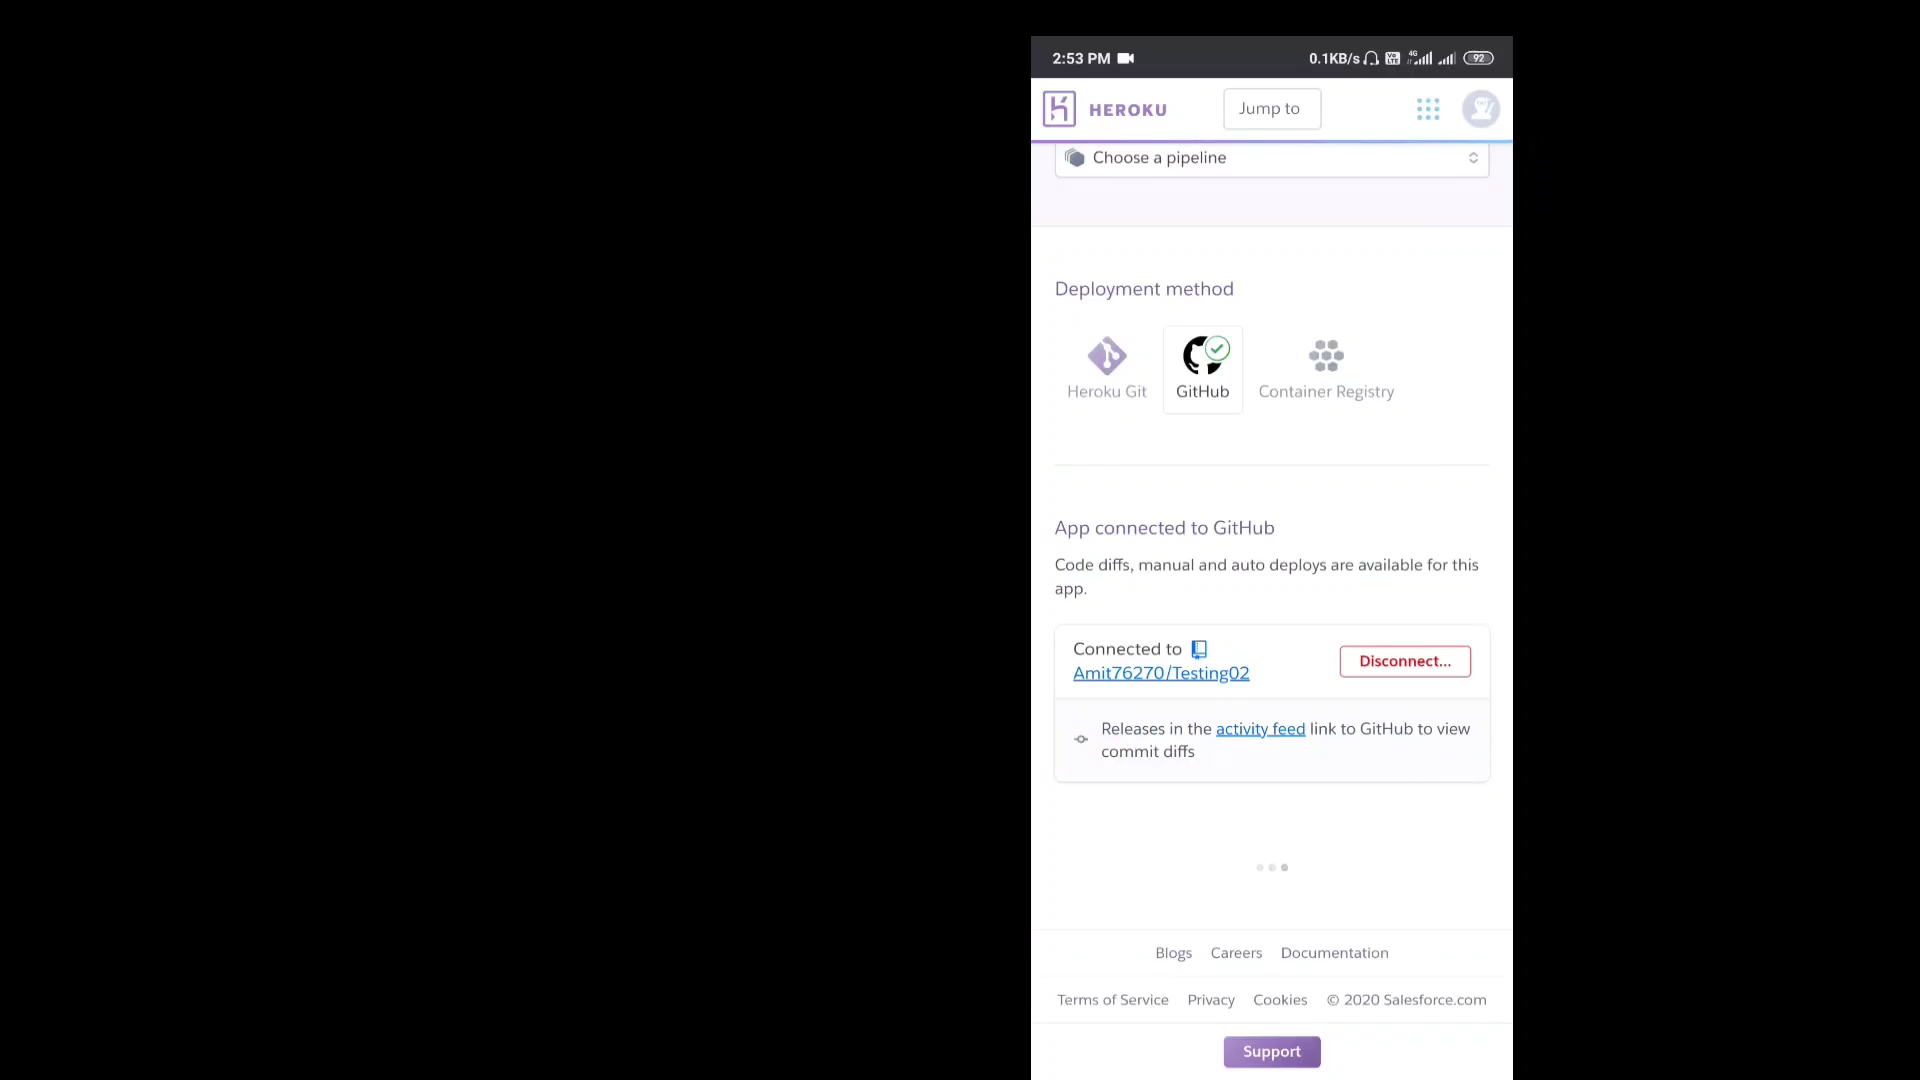 2:53 PM 0.1KB/s Vo LTE 4G 92
HEROKU Jump to
Choose a pipeline
Deployment method
Heroku Git GitHub Container Registry
App connected to GitHub
Code diffs, manual and auto deploys are available for this
app.
Connected to
Amit76270/Testing02
Disconnect...
Releases in the activity feed link to GitHub to view
commit diffs
Blogs Careers Documentation
Terms of Service Privacy Cookies © 2020 Salesforce.com
Support